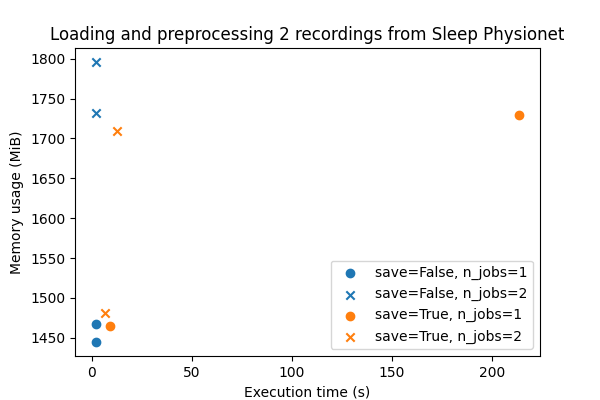 Loading and preprocessing 2 recordings from Sleep Physionet
1800
1750
1700
1650
1600
1550
1500
1450
Memory usage (MiB)
save=False, n_jobs=1
save=False, n_jobs=2
save=True, n_jobs=1
save=True, n_jobs=2
0 50 100 150 200
Execution time (s)